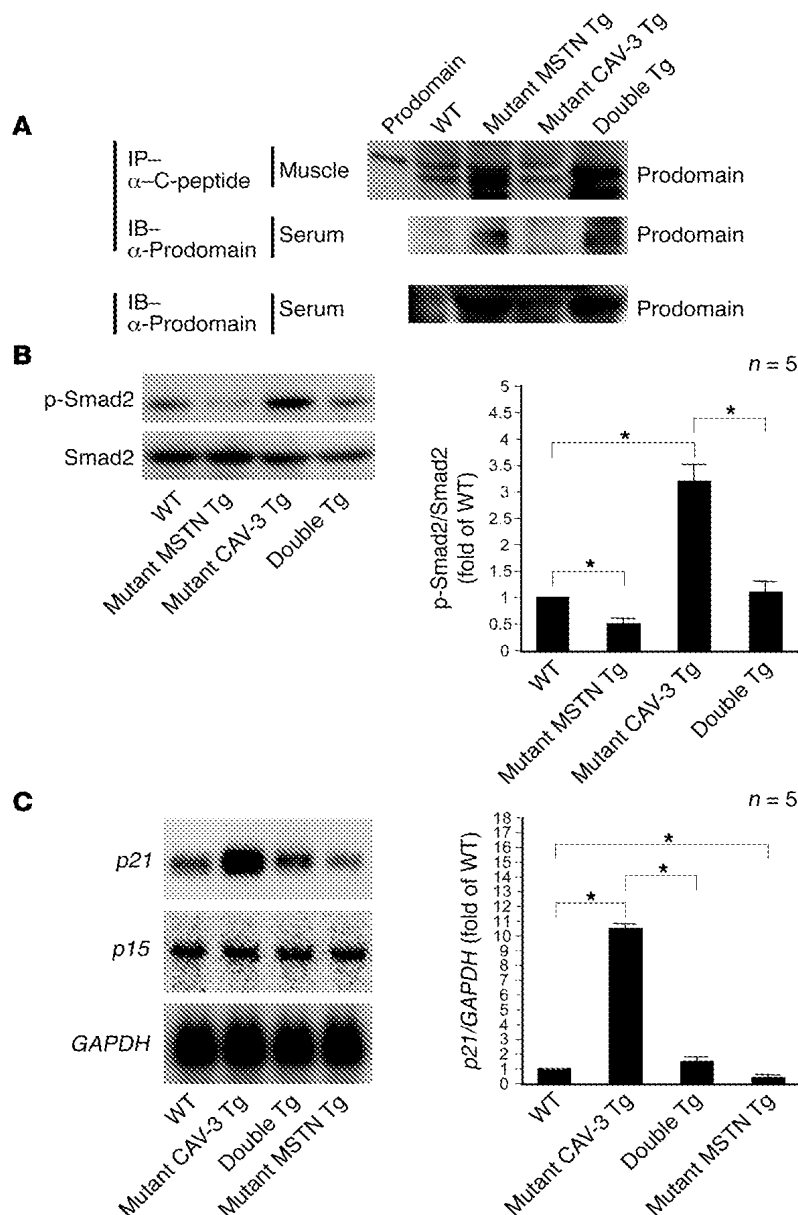 A
Prodomain
WT
Mutant MSTN Tg
Mutant CAV-3 Tg
Double Tg
IP–
α–C-peptide
Muscle
Prodomain
IB–
α-Prodomain
Serum
Prodomain
IB–
α-Prodomain
Serum
Prodomain
B
p-Smad2
Smad2
WT
Mutant MSTN Tg
Mutant CAV-3 Tg
Double Tg
n = 5
p-Smad2/Smad2
(fold of WT)
5
4.5
4
3.5
3
2.5
2
1.5
1
0.5
0
*
*
*
WT
Mutant MSTN Tg
Mutant CAV-3 Tg
Double Tg
C
p21
p15
GAPDH
WT
Mutant CAV-3 Tg
Double Tg
Mutant MSTN Tg
n = 5
p21/GAPDH (fold of WT)
18
17
16
15
14
13
12
11
10
9
8
7
6
5
4
3
2
1
0
*
*
*
WT
Mutant CAV-3 Tg
Double Tg
Mutant MSTN Tg